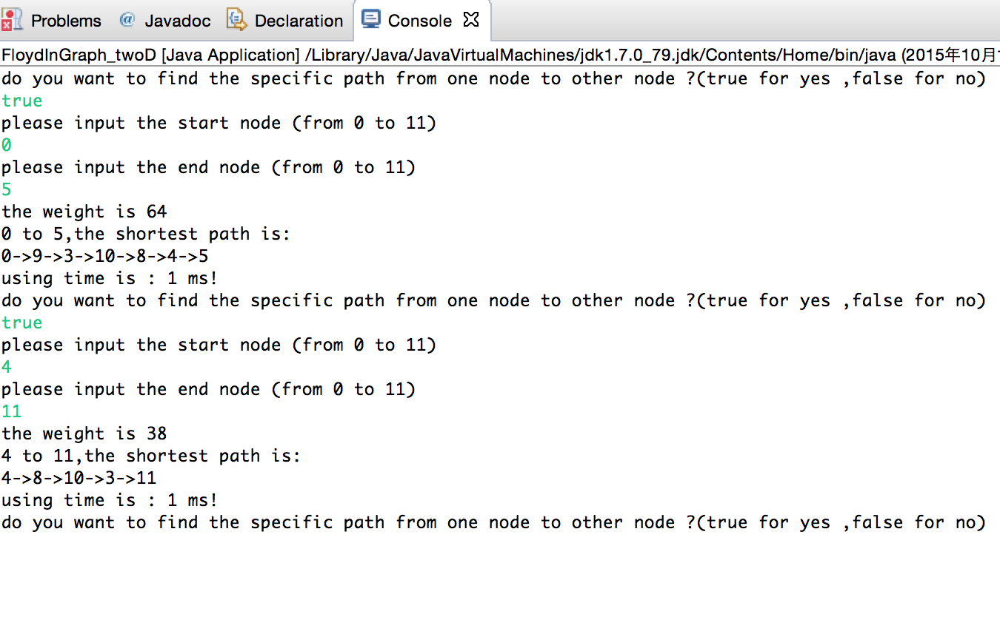 Problems @ Javadoc Declaration Console
FloydInGraph_twoD [Java Application] /Library/Java/JavaVirtualMachines/jdk1.7.0_79.jdk/Contents/Home/bin/java (2015年10月
do you want to find the specific path from one node to other node ?(true for yes ,false for no)
true
please input the start node (from 0 to 11)
0
please input the end node (from 0 to 11)
5
the weight is 64
0 to 5,the shortest path is:
0->9->3->10->8->4->5
using time is : 1 ms!
do you want to find the specific path from one node to other node ?(true for yes ,false for no)
true
please input the start node (from 0 to 11)
4
please input the end node (from 0 to 11)
11
the weight is 38
4 to 11,the shortest path is:
4->8->10->3->11
using time is : 1 ms!
do you want to find the specific path from one node to other node ?(true for yes ,false for no)